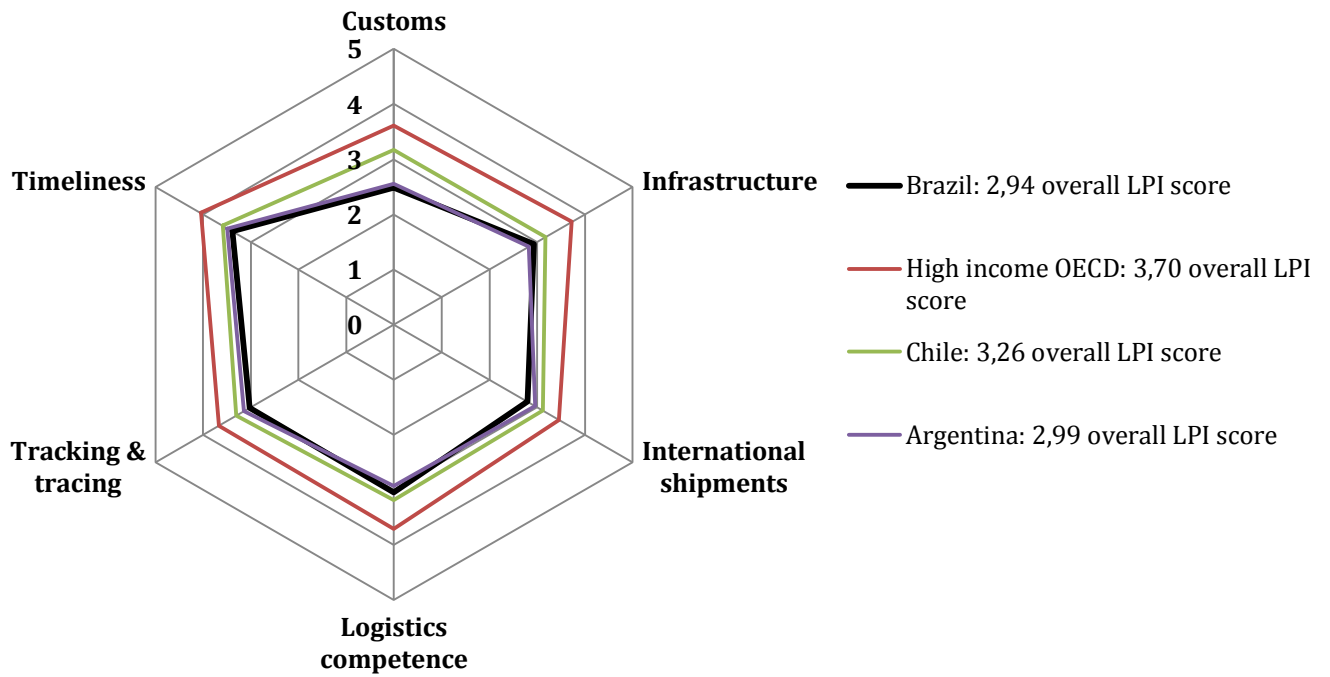 Customs
5
4
3
2
1
0
Timeliness
Infrastructure
Tracking &
tracing
International
shipments
Logistics
competence
Brazil: 2,94 overall LPI score
High income OECD: 3,70 overall LPI
score
Chile: 3,26 overall LPI score
Argentina: 2,99 overall LPI score